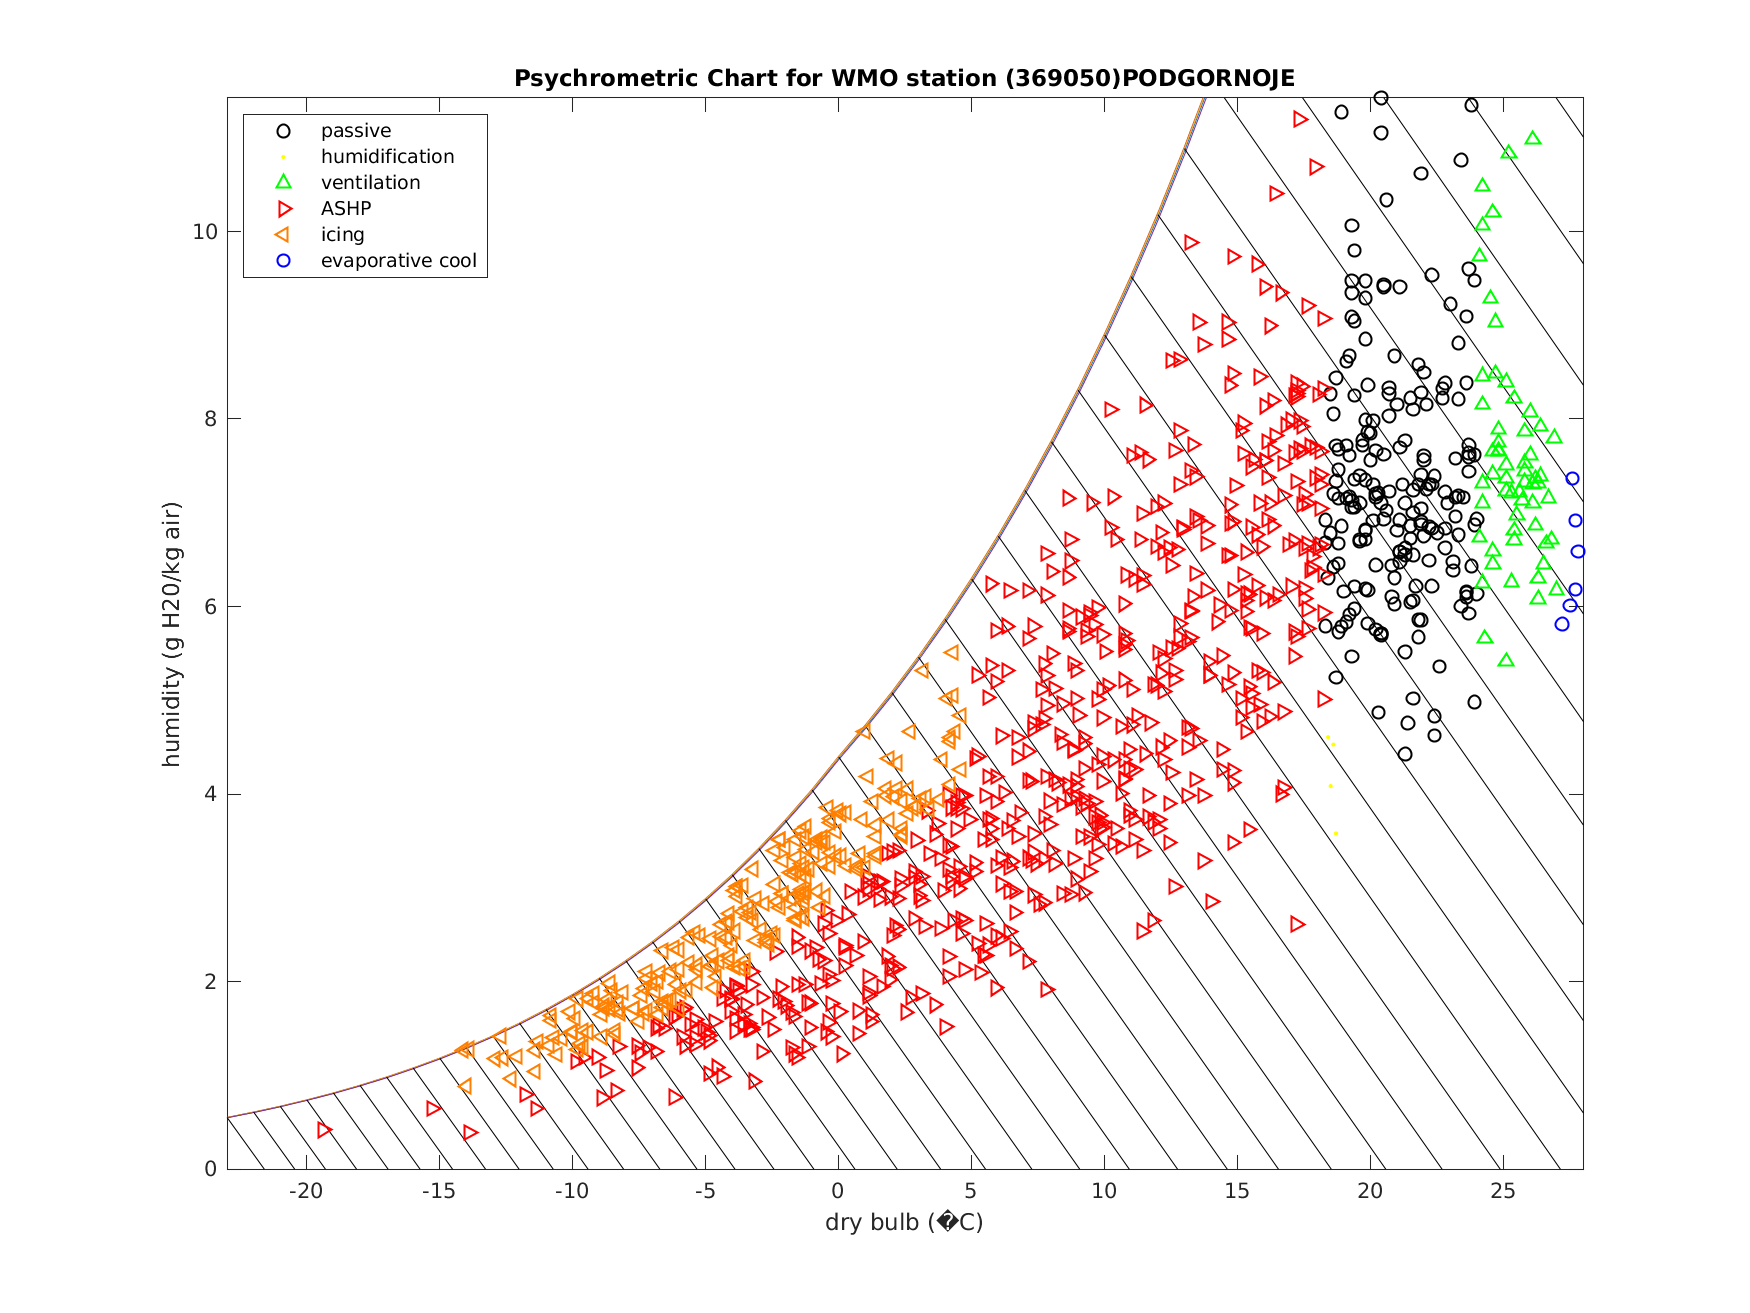 Psychrometric Chart for WMO station (369050)PODGORNOJE
passive
humidification
ventilation
ASHP
icing
evaporative cool
humidity (g H20/kg air)
10
8
6
4
2
0
-20 -15 -10 -5 0 5 10 15 20 25
dry bulb (�C)